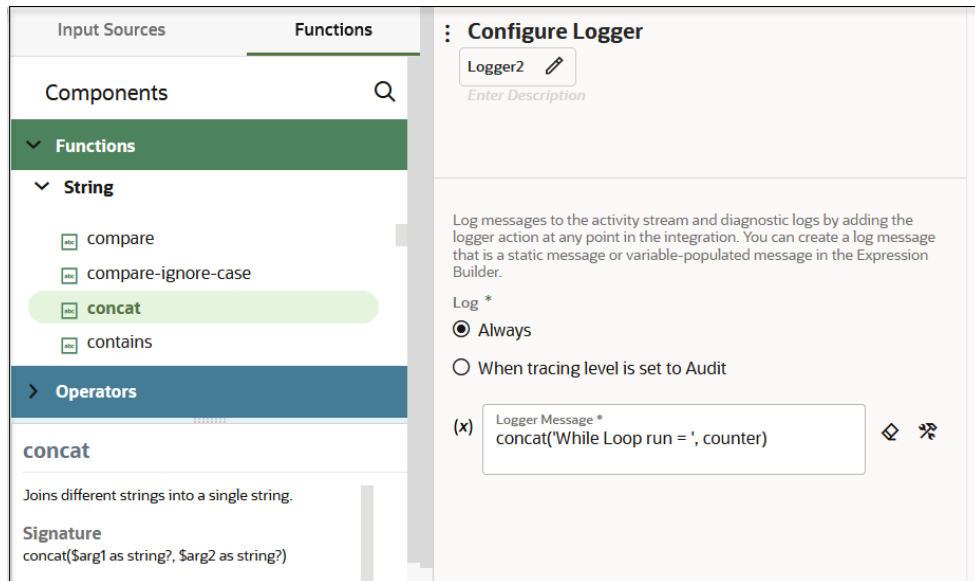 Input Sources
Functions
Components
Functions
String
abc compare
abc compare-ignore-case
abc concat
abc contains
Operators
concat
Joins different strings into a single string.
Signature
concat($arg1 as string?, $arg2 as string?)
Configure Logger
Logger2
Enter Description
Log messages to the activity stream and diagnostic logs by adding the
logger action at any point in the integration. You can create a log message
that is a static message or variable-populated message in the Expression
Builder.
Log *
Always
When tracing level is set to Audit
(x)
Logger Message *
concat('While Loop run = ', counter)